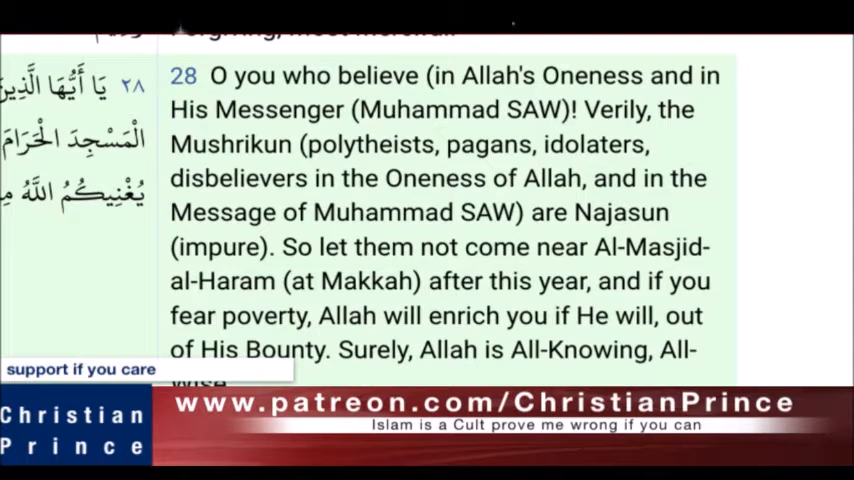 28 O you who believe (in Allah's Oneness and in
His Messenger (Muhammad SAW)! Verily, the
Mushrikun (polytheists, pagans, idolaters,
disbelievers in the Oneness of Allah, and in the
Message of Muhammad SAW) are Najasun
(impure). So let them not come near Al-Masjid-
al-Haram (at Makkah) after this year, and if you
fear poverty, Allah will enrich you if He will, out
of His Bounty. Surely, Allah is All-Knowing, All-
wise.
٢٨ يَا أَيُّهَا الَّذِينَ
الْمَسْجِدَ الْحَرَامَ
يُغْنِيكُمُ اللَّهُ
support if you care
Christian
Prince
www.patreon.com/ChristianPrince
Islam is a Cult prove me wrong if you can